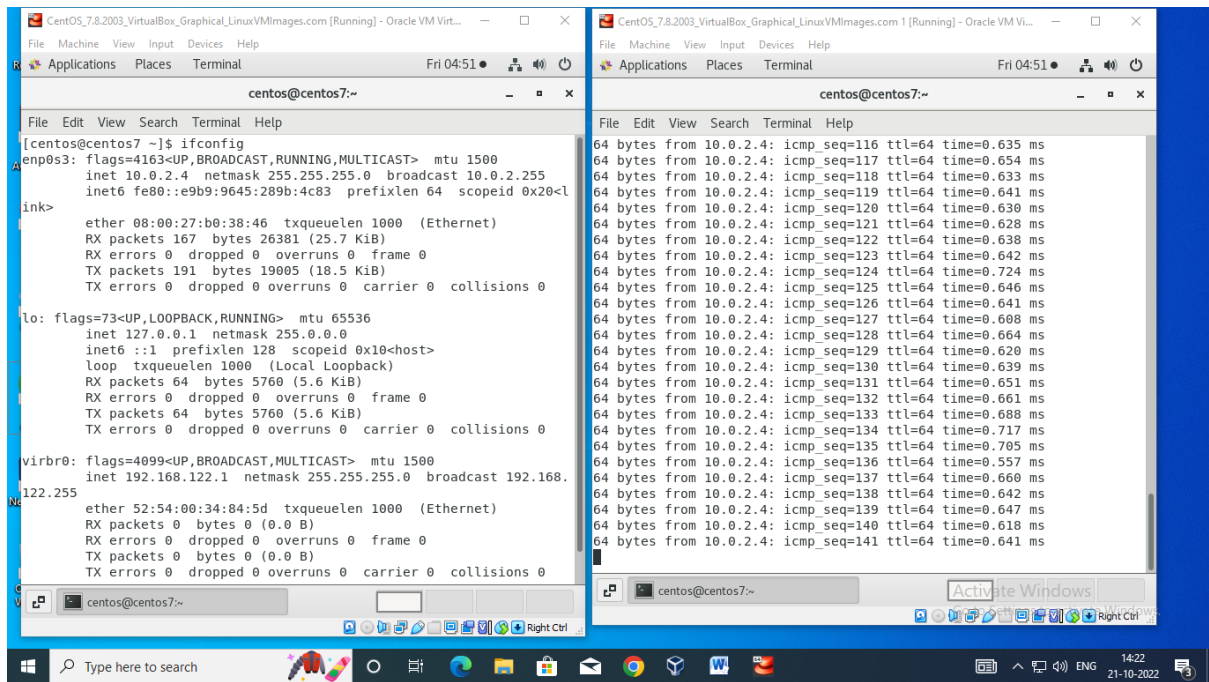 CentOS_7.8.2003_VirtualBox_Graphical_LinuxVMImages.com [Running] - Oracle VM Virt...
File Machine View Input Devices Help
Applications Places Terminal Fri 04:51
centos@centos7:~
File Edit View Search Terminal Help
[centos@centos7 ~]$ ifconfig
enp0s3: flags=4163<UP,BROADCAST,RUNNING,MULTICAST> mtu 1500
inet 10.0.2.4 netmask 255.255.255.0 broadcast 10.0.2.255
inet6 fe80::e9b9:9645:289b:4c83 prefixlen 64 scopeid 0x20<l
ink>
ether 08:00:27:b0:38:46 txqueuelen 1000 (Ethernet)
RX packets 167 bytes 26381 (25.7 KiB)
RX errors 0 dropped 0 overruns 0 frame 0
TX packets 191 bytes 19005 (18.5 KiB)
TX errors 0 dropped 0 overruns 0 carrier 0 collisions 0
lo: flags=73<UP,LOOPBACK,RUNNING> mtu 65536
inet 127.0.0.1 netmask 255.0.0.0
inet6 ::1 prefixlen 128 scopeid 0x10<host>
loop txqueuelen 1000 (Local Loopback)
RX packets 64 bytes 5760 (5.6 KiB)
RX errors 0 dropped 0 overruns 0 frame 0
TX packets 64 bytes 5760 (5.6 KiB)
TX errors 0 dropped 0 overruns 0 carrier 0 collisions 0
virbr0: flags=4099<UP,BROADCAST,MULTICAST> mtu 1500
inet 192.168.122.1 netmask 255.255.255.0 broadcast 192.168.
122.255
ether 52:54:00:34:84:5d txqueuelen 1000 (Ethernet)
RX packets 0 bytes 0 (0.0 B)
RX errors 0 dropped 0 overruns 0 frame 0
TX packets 0 bytes 0 (0.0 B)
TX errors 0 dropped 0 overruns 0 carrier 0 collisions 0
centos@centos7:~
Right Ctrl
CentOS_7.8.2003_VirtualBox_Graphical_LinuxVMImages.com 1 [Running] - Oracle VM Vi...
File Machine View Input Devices Help
Applications Places Terminal Fri 04:51
centos@centos7:~
File Edit View Search Terminal Help
64 bytes from 10.0.2.4: icmp_seq=116 ttl=64 time=0.635 ms
64 bytes from 10.0.2.4: icmp_seq=117 ttl=64 time=0.654 ms
64 bytes from 10.0.2.4: icmp_seq=118 ttl=64 time=0.633 ms
64 bytes from 10.0.2.4: icmp_seq=119 ttl=64 time=0.641 ms
64 bytes from 10.0.2.4: icmp_seq=120 ttl=64 time=0.630 ms
64 bytes from 10.0.2.4: icmp_seq=121 ttl=64 time=0.628 ms
64 bytes from 10.0.2.4: icmp_seq=122 ttl=64 time=0.638 ms
64 bytes from 10.0.2.4: icmp_seq=123 ttl=64 time=0.642 ms
64 bytes from 10.0.2.4: icmp_seq=124 ttl=64 time=0.724 ms
64 bytes from 10.0.2.4: icmp_seq=125 ttl=64 time=0.646 ms
64 bytes from 10.0.2.4: icmp_seq=126 ttl=64 time=0.641 ms
64 bytes from 10.0.2.4: icmp_seq=127 ttl=64 time=0.608 ms
64 bytes from 10.0.2.4: icmp_seq=128 ttl=64 time=0.664 ms
64 bytes from 10.0.2.4: icmp_seq=129 ttl=64 time=0.620 ms
64 bytes from 10.0.2.4: icmp_seq=130 ttl=64 time=0.639 ms
64 bytes from 10.0.2.4: icmp_seq=131 ttl=64 time=0.651 ms
64 bytes from 10.0.2.4: icmp_seq=132 ttl=64 time=0.661 ms
64 bytes from 10.0.2.4: icmp_seq=133 ttl=64 time=0.688 ms
64 bytes from 10.0.2.4: icmp_seq=134 ttl=64 time=0.717 ms
64 bytes from 10.0.2.4: icmp_seq=135 ttl=64 time=0.705 ms
64 bytes from 10.0.2.4: icmp_seq=136 ttl=64 time=0.557 ms
64 bytes from 10.0.2.4: icmp_seq=137 ttl=64 time=0.660 ms
64 bytes from 10.0.2.4: icmp_seq=138 ttl=64 time=0.642 ms
64 bytes from 10.0.2.4: icmp_seq=139 ttl=64 time=0.647 ms
64 bytes from 10.0.2.4: icmp_seq=140 ttl=64 time=0.618 ms
64 bytes from 10.0.2.4: icmp_seq=141 ttl=64 time=0.641 ms
centos@centos7:~
Activate Windows
Right Ctrl
Type here to search
ENG
14:22
21-10-2022
3